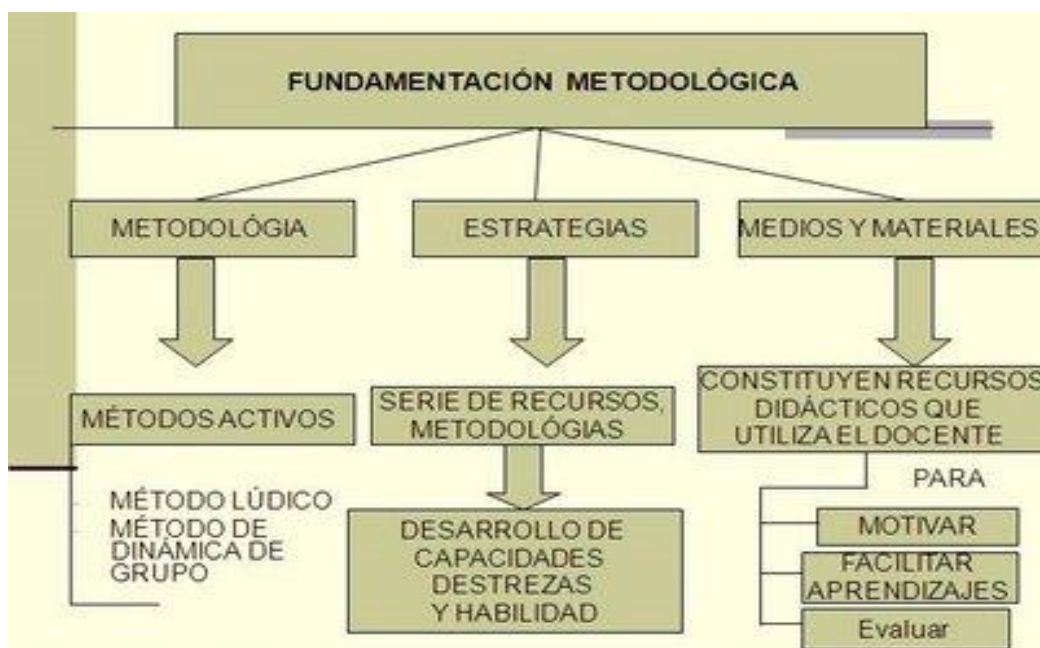 FUNDAMENTACIÓN METODOLÓGICA
METODOLÓGIA
ESTRATEGIAS
MEDIOS Y MATERIALES
MÉTODOS ACTIVOS
MÉTODO LÚDICO
MÉTODO DE
DINÁMICA DE
GRUPO
SERIE DE RECURSOS,
METODOLÓGIAS
DESARROLLO DE
CAPACIDADES
DESTREZAS
Y HABILIDAD
CONSTITUYEN RECURSOS
DIDÁCTICOS QUE
UTILIZA EL DOCENTE
PARA
MOTIVAR
FACILITAR
APRENDIZAJES
Evaluar